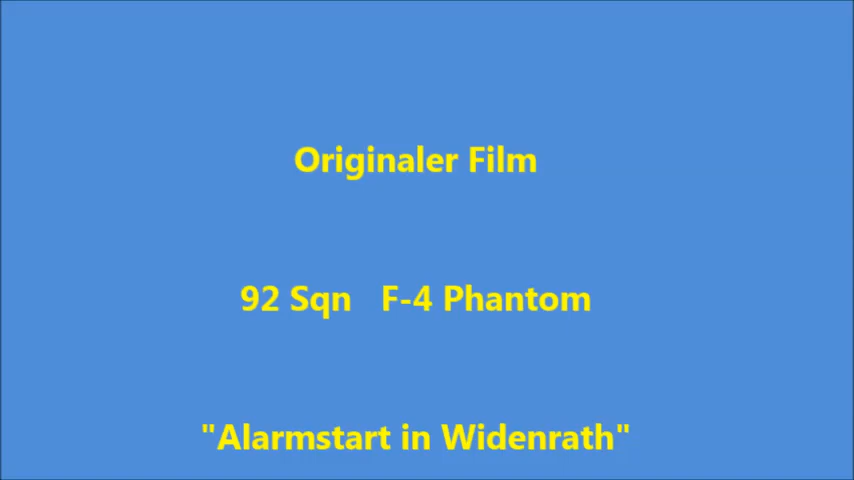 Originaler Film
92 Sqn F-4 Phantom
"Alarmstart in Widenrath"